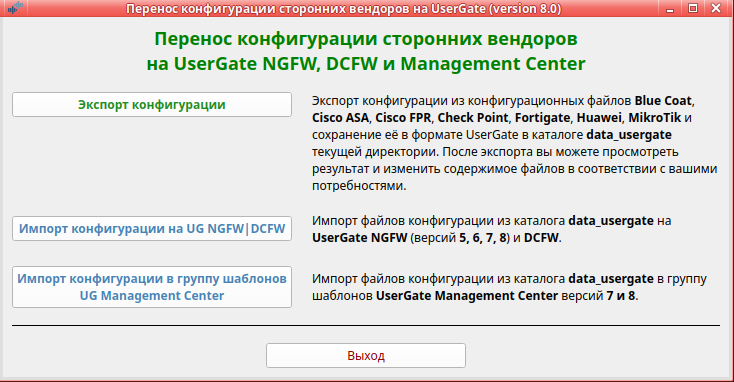 Перенос конфигурации сторонних вендоров на UserGate (version 8.0)
Перенос конфигурации сторонних вендоров
на UserGate NGFW, DCFW и Management Center
Экспорт конфигурации
Экспорт конфигурации из конфигурационных файлов Blue Coat,
Cisco ASA, Cisco FPR, Check Point, Fortigate, Huawei, MikroTik и
сохранение её в формате UserGate в каталоге data_usergate
текущей директории. После экспорта вы можете просмотреть
результат и изменить содержимое файлов в соответствии с вашими
потребностями.
Импорт конфигурации на UG NGFW|DCFW
Импорт файлов конфигурации из каталога data_usergate на
UserGate NGFW (версий 5, 6, 7, 8) и DCFW.
Импорт конфигурации в группу шаблонов
UG Management Center
Импорт файлов конфигурации из каталога data_usergate в группу
шаблонов UserGate Management Center версий 7 и 8.
Выход